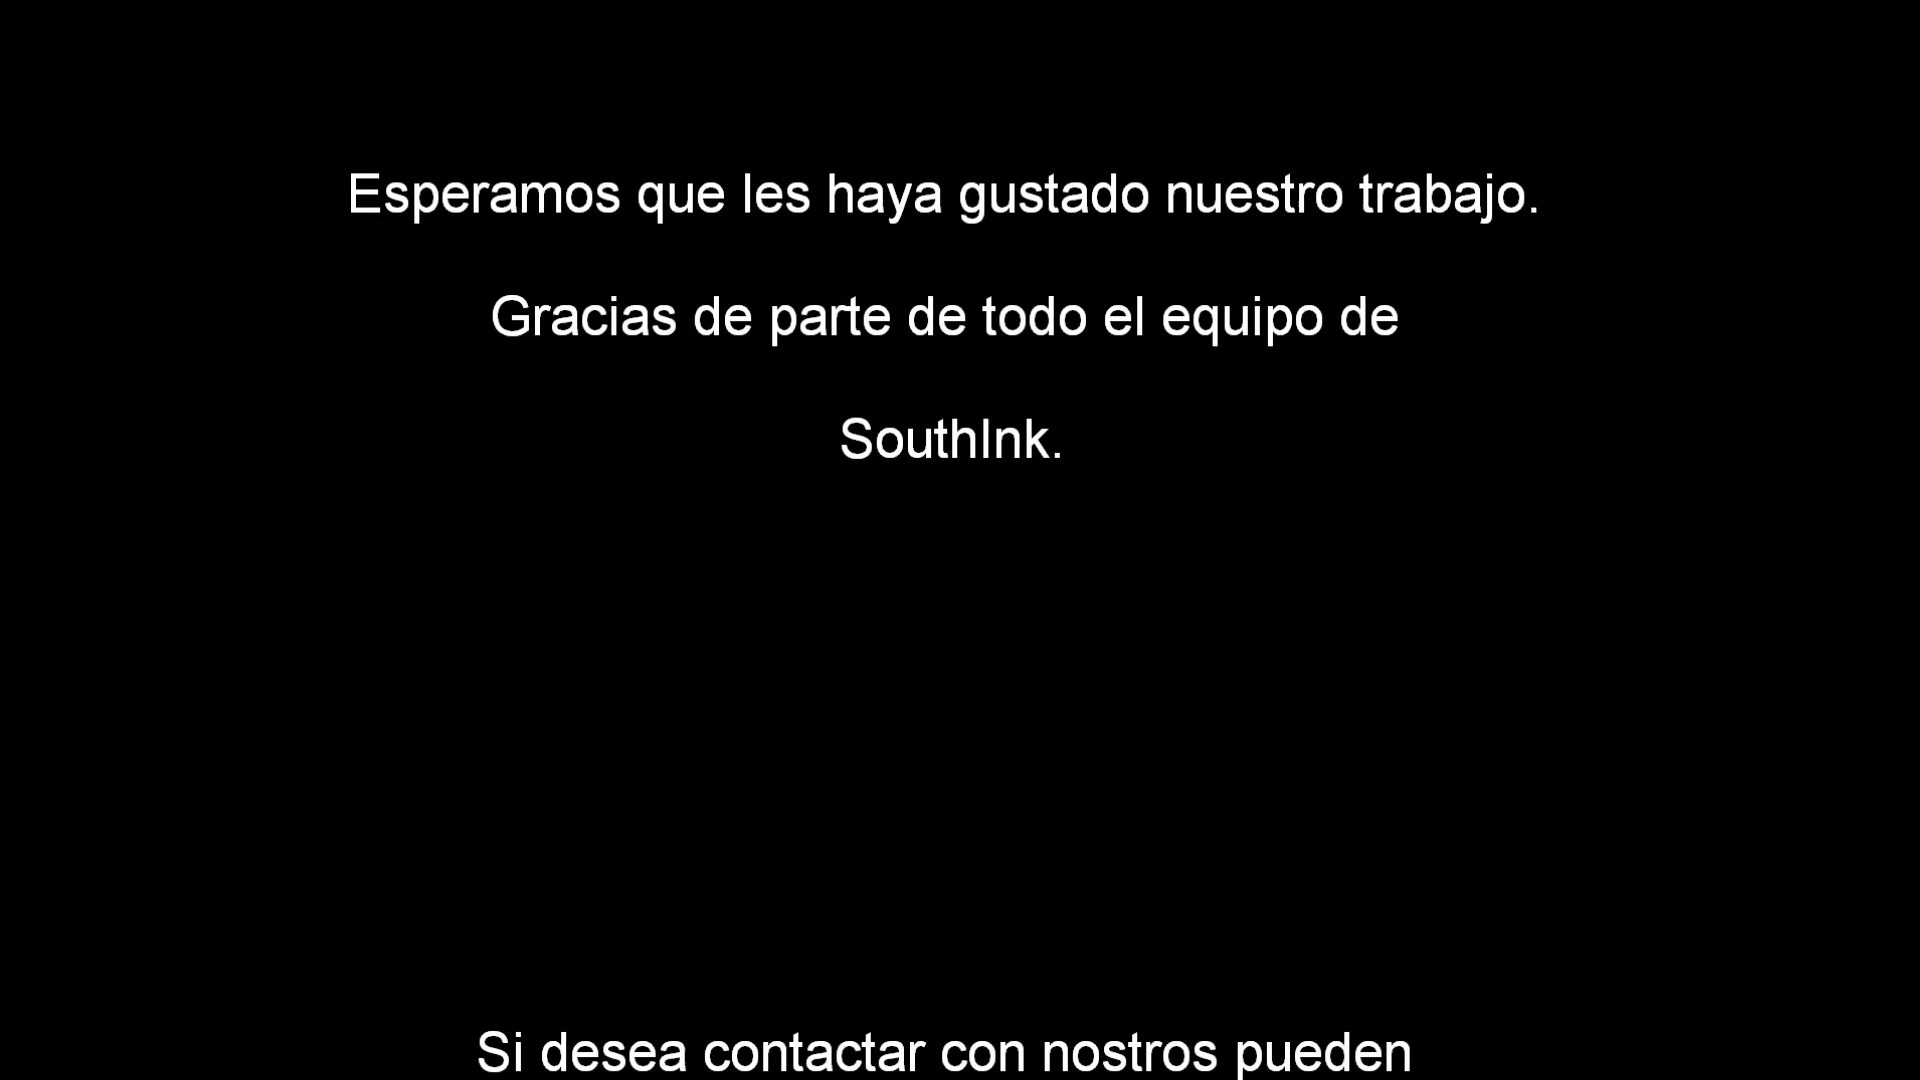 Esperamos que les haya gustado nuestro trabajo.
Gracias de parte de todo el equipo de
SouthInk.
Si desea contactar con nostros pueden